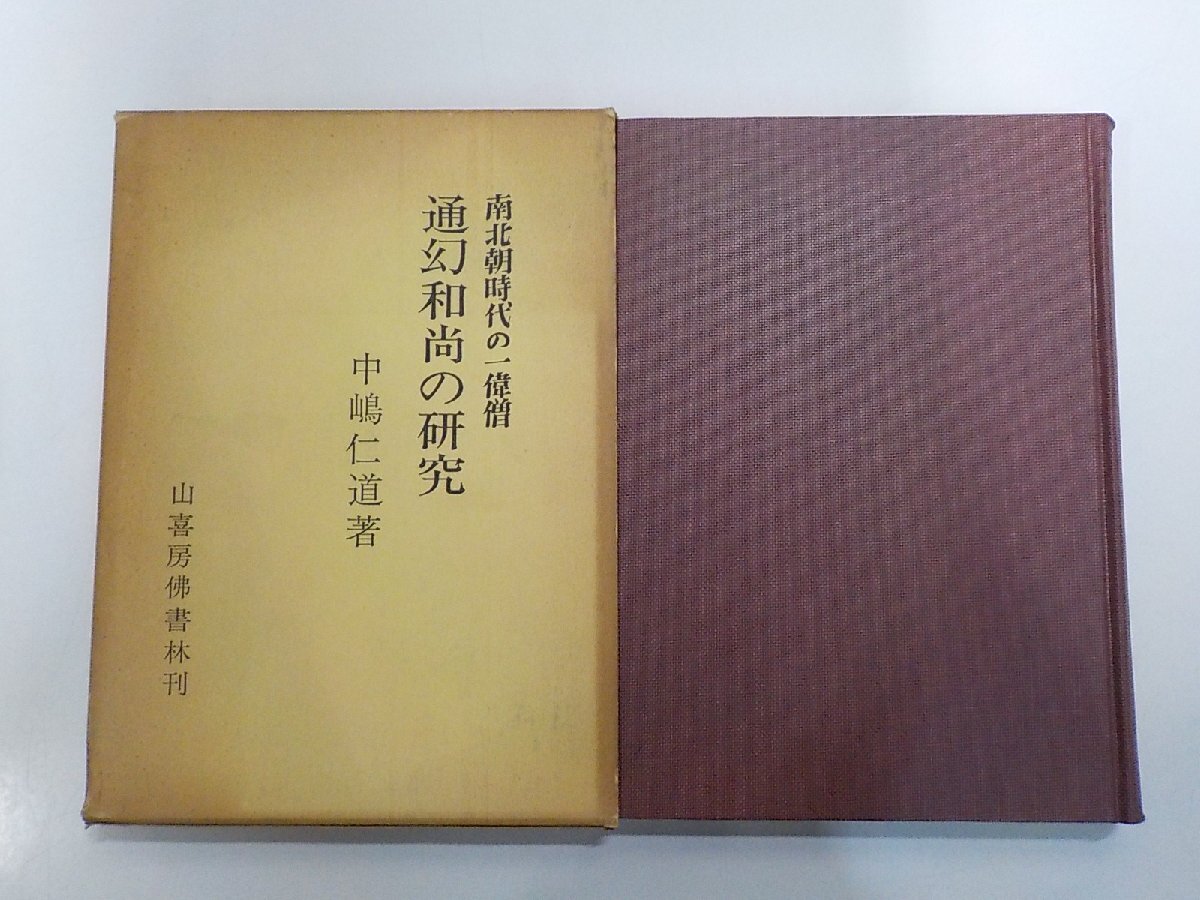 南北朝時代の一偉僧
通幻和尚の研究
中嶋仁道著
山喜房佛書林刊